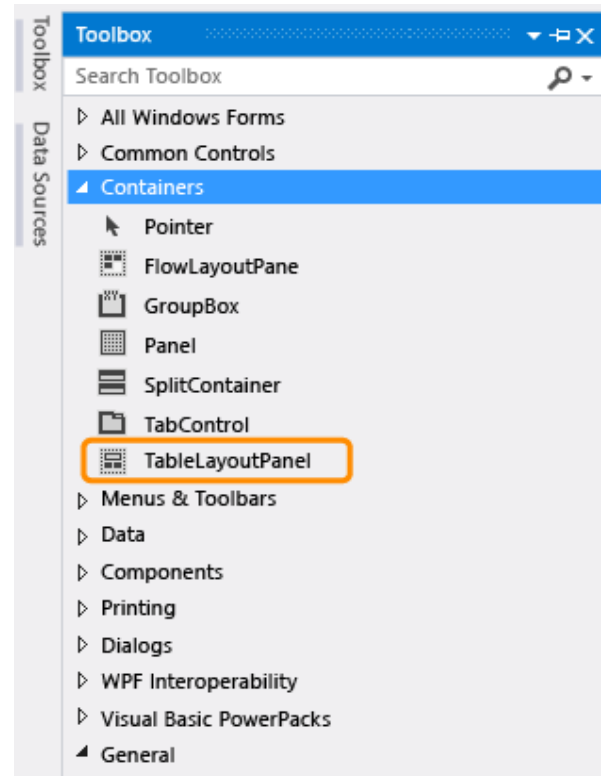 Toolbox
Data Sources
Toolbox
Search Toolbox
All Windows Forms
Common Controls
Containers
Pointer
FlowLayoutPane
GroupBox
Panel
SplitContainer
TabControl
TableLayoutPanel
Menus & Toolbars
Data
Components
Printing
Dialogs
WPF Interoperability
Visual Basic PowerPacks
General